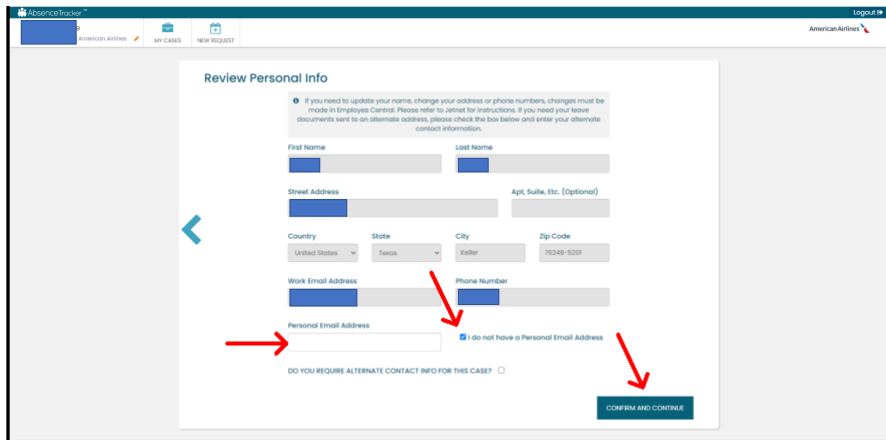 AbsenceTracker™
Logout
American Airlines
MY CASES
NEW REQUEST
American Airlines
Review Personal Info
If you need to update your name, change your address or phone numbers, changes must be
made in Employee Central. Please refer to Jetnet for instructions. If you need your leave
documents sent to an alternate address, please check the box below and enter your alternate
contact information.
First Name
Last Name
Street Address
Apt, Suite, Etc. (Optional)
Country
State
City
Zip Code
United States
Texas
Keller
76248-5201
Work Email Address
Phone Number
Personal Email Address
I do not have a Personal Email Address
DO YOU REQUIRE ALTERNATE CONTACT INFO FOR THIS CASE?
CONFIRM AND CONTINUE